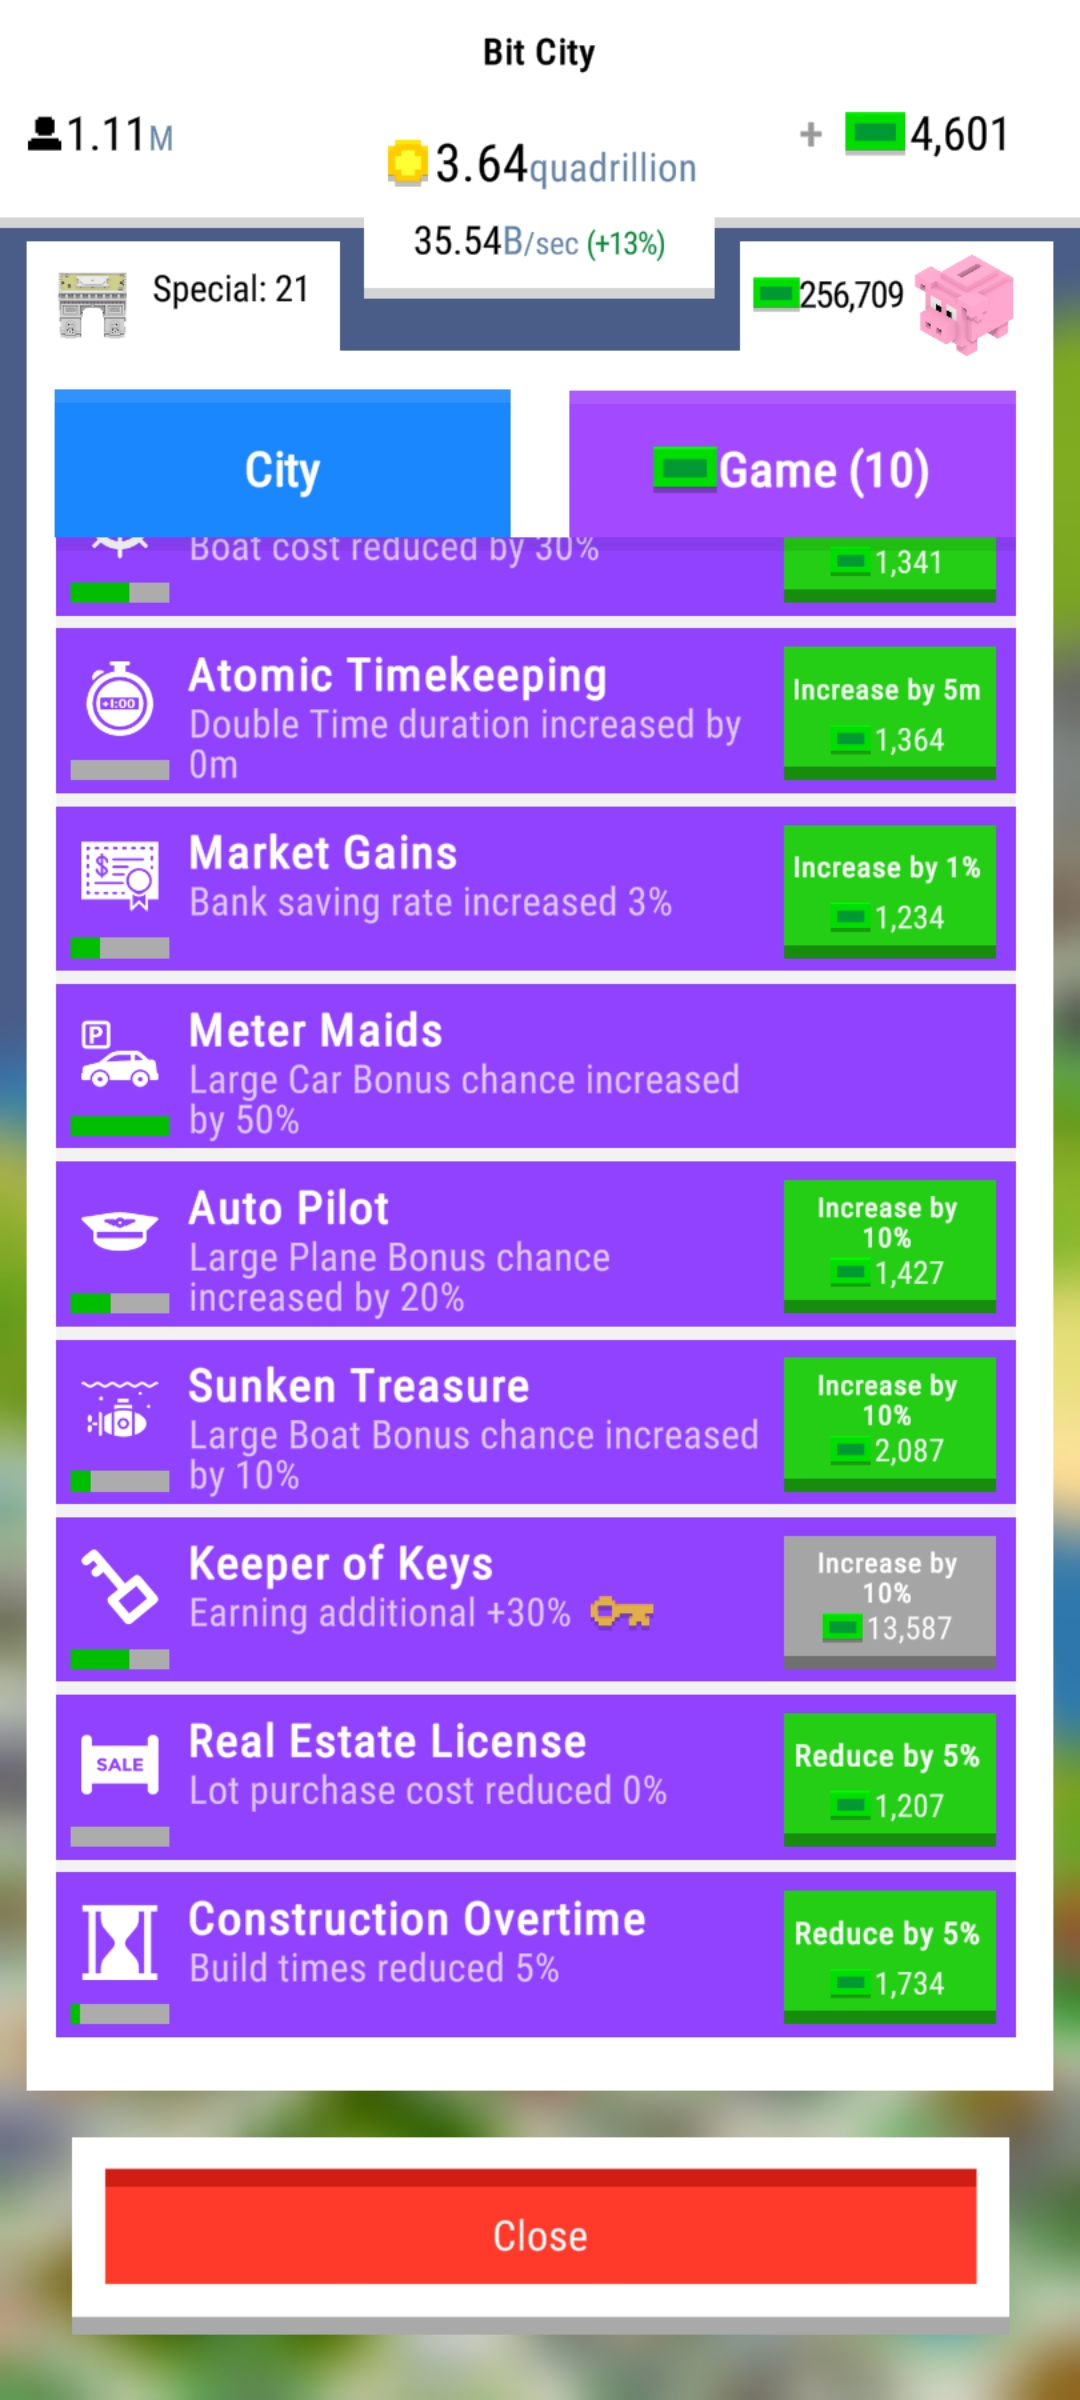 Bit City
1.11M
3.64quadrillion
+ 4,601
35.54B/sec (+13%)
Special: 21
256,709
City
Game (10)
Boat cost reduced by 30%
1,341
Atomic Timekeeping
Double Time duration increased by
0m
Increase by 5m
1,364
+1:00
Market Gains
Bank saving rate increased 3%
Increase by 1%
1,234
$
P
Meter Maids
Large Car Bonus chance increased
by 50%
Auto Pilot
Large Plane Bonus chance
increased by 20%
Increase by
10%
1,427
Sunken Treasure
Large Boat Bonus chance increased
by 10%
Increase by
10%
2,087
Keeper of Keys
Earning additional +30%
Increase by
10%
13,587
SALE
Real Estate License
Lot purchase cost reduced 0%
Reduce by 5%
1,207
Construction Overtime
Build times reduced 5%
Reduce by 5%
1,734
Close